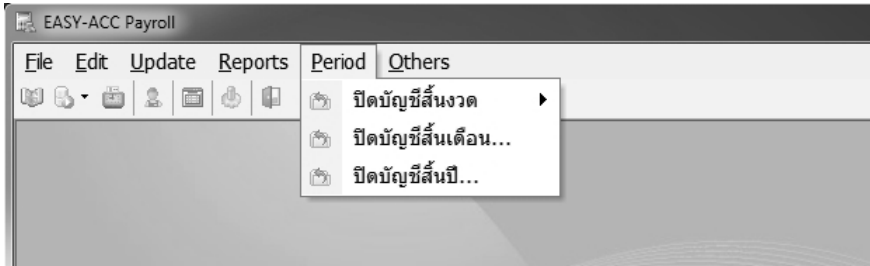 EASY-ACC Payroll
File Edit Update Reports Period Others
ปิดบัญชีสิ้นงวด
ปิดบัญชีสิ้นเดือน...
ปิดบัญชีสิ้นปี...